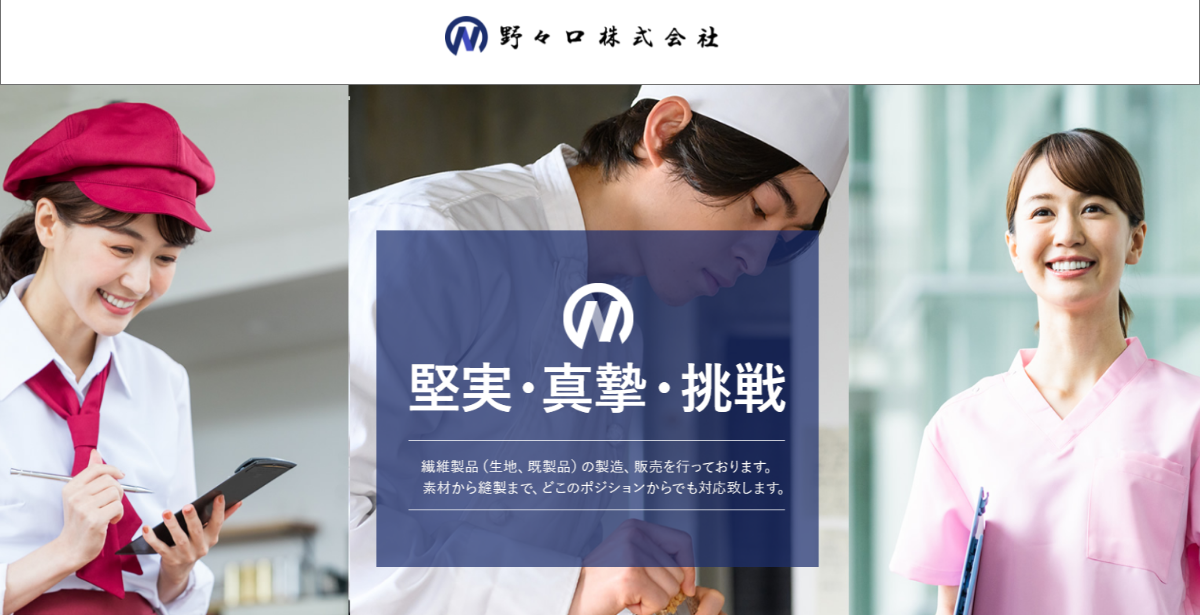 野々口株式会社
堅実・真摯・挑戦
繊維製品（生地、既製品）の製造、販売を行っております。
素材から縫製まで、どこのポジションからでも対応致します。